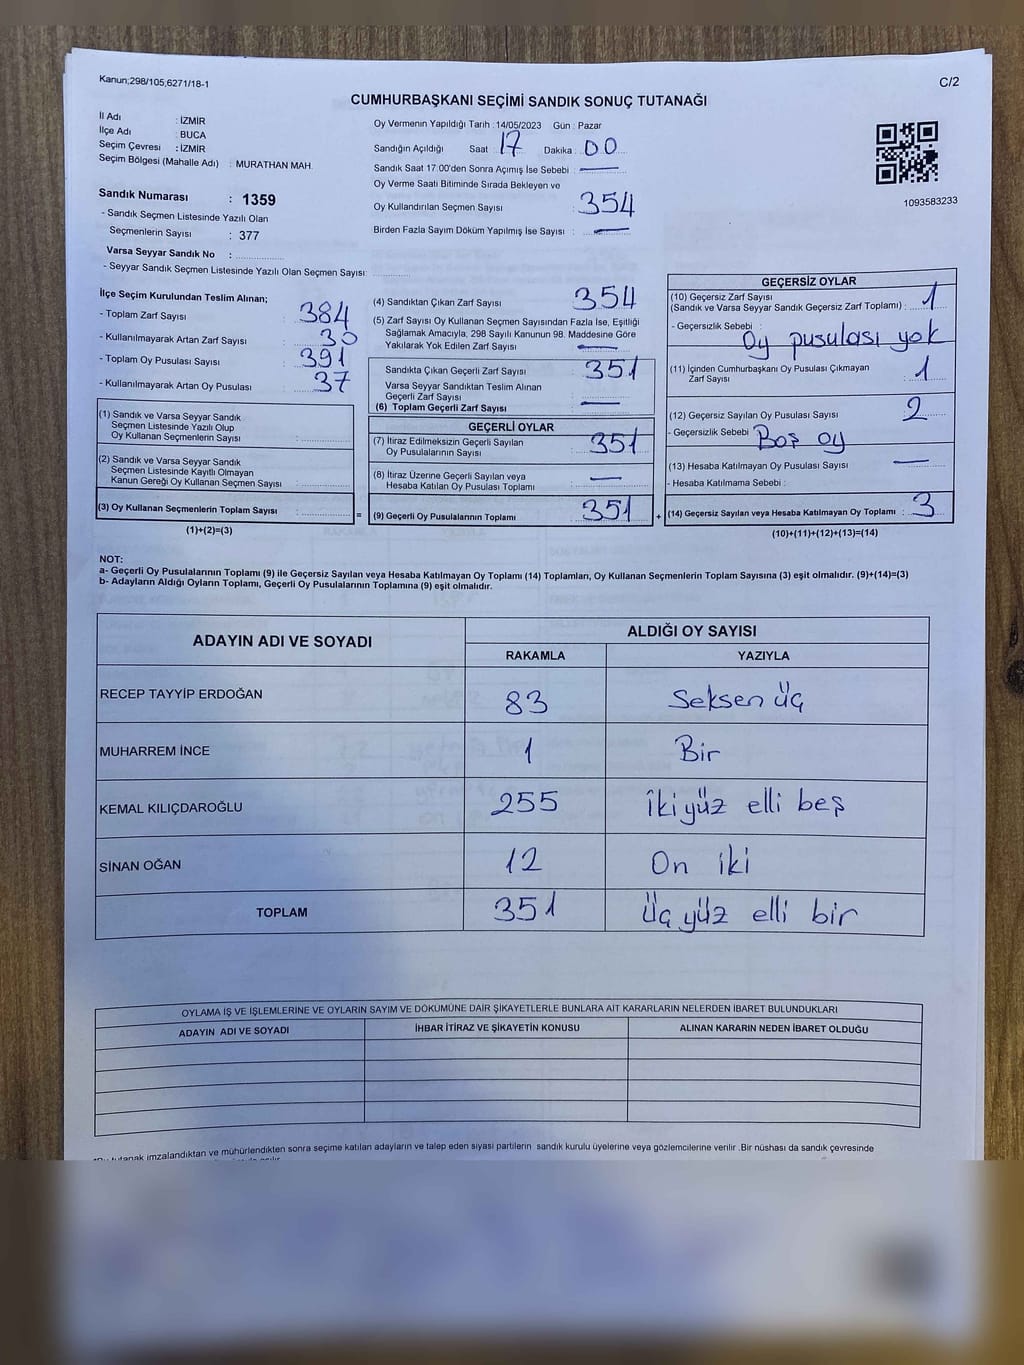 Kanun;298/105;6271/18-1
C/2
CUMHURBAŞKANI SEÇİMİ SANDIK SONUÇ TUTANAĞI
İl Adı : İZMİR
İlçe Adı : BUCA
Seçim Çevresi : İZMİR
Seçim Bölgesi (Mahalle Adı) : MURATHAN MAH.
Sandık Numarası : 1359
- Sandık Seçmen Listesinde Yazılı Olan
Seçmenlerin Sayısı : 377
Varsa Seyyar Sandık No :
- Seyyar Sandık Seçmen Listesinde Yazılı Olan Seçmen Sayısı:
Oy Vermenin Yapıldığı Tarih : 14/05/2023 Gün : Pazar
Sandığın Açıldığı Saat : 17 Dakika : 00
Sandık Saat 17:00'den Sonra Açımış İse Sebebi : —
Oy Verme Saati Bitiminde Sırada Bekleyen ve
Oy Kullandırılan Seçmen Sayısı : 354
Birden Fazla Sayım Döküm Yapılmış İse Sayısı : —
1093583233
İlçe Seçim Kurulundan Teslim Alınan;
- Toplam Zarf Sayısı : 384
- Kullanılmayarak Artan Zarf Sayısı : 30
- Toplam Oy Pusulası Sayısı : 391
- Kullanılmayarak Artan Oy Pusulası : 37
(1) Sandık ve Varsa Seyyar Sandık
Seçmen Listesinde Yazılı Olup
Oy Kullanan Seçmenlerin Sayısı :
(2) Sandık ve Varsa Seyyar Sandık
Seçmen Listesinde Kayıtlı Olmayan
Kanun Gereği Oy Kullanan Seçmen Sayısı :
(3) Oy Kullanan Seçmenlerin Toplam Sayısı :
(1)+(2)=(3)
=
(4) Sandıktan Çıkan Zarf Sayısı : 354
(5) Zarf Sayısı Oy Kullanan Seçmen Sayısından Fazla İse, Eşitliği
Sağlamak Amacıyla, 298 Sayılı Kanunun 98. Maddesine Göre
Yakılarak Yok Edilen Zarf Sayısı : —
Sandıkta Çıkan Geçerli Zarf Sayısı : 351
Varsa Seyyar Sandıktan Teslim Alınan
Geçerli Zarf Sayısı : —
(6) Toplam Geçerli Zarf Sayısı
GEÇERLİ OYLAR
(7) İtiraz Edilmeksizin Geçerli Sayılan
Oy Pusulalarının Sayısı : 351
(8) İtiraz Üzerine Geçerli Sayılan veya
Hesaba Katılan Oy Pusulası Toplamı : —
(9) Geçerli Oy Pusulalarının Toplamı : 351
+
GEÇERSİZ OYLAR
(10) Geçersiz Zarf Sayısı
(Sandık ve Varsa Seyyar Sandık Geçersiz Zarf Toplamı) : 1
- Geçersizlik Sebebi :
Oy pusulası yok
(11) İçinden Cumhurbaşkanı Oy Pusulası Çıkmayan
Zarf Sayısı : 1
(12) Geçersiz Sayılan Oy Pusulası Sayısı : 2
- Geçersizlik Sebebi : Boş oy
(13) Hesaba Katılmayan Oy Pusulası Sayısı : —
- Hesaba Katılmama Sebebi :
(14) Geçersiz Sayılan veya Hesaba Katılmayan Oy Toplamı : 3
(10)+(11)+(12)+(13)=(14)
NOT:
a- Geçerli Oy Pusulalarının Toplamı (9) ile Geçersiz Sayılan veya Hesaba Katılmayan Oy Toplamı (14) Toplamları, Oy Kullanan Seçmenlerin Toplam Sayısına (3) eşit olmalıdır. (9)+(14)=(3)
b- Adayların Aldığı Oyların Toplamı, Geçerli Oy Pusulalarının Toplamına (9) eşit olmalıdır.
ADAYIN ADI VE SOYADI ALDIĞI OY SAYISI
RAKAMLA YAZIYLA
RECEP TAYYİP ERDOĞAN 83 Seksen üç
MUHARREM İNCE 1 Bir
KEMAL KILIÇDAROĞLU 255 İkiyüz elli beş
SİNAN OĞAN 12 On iki
TOPLAM 351 Üçyüz elli bir
OYLAMA İŞ VE İŞLEMLERİNE VE OYLARIN SAYIM VE DÖKÜMÜNE DAİR ŞİKAYETLERLE BUNLARA AİT KARARLARIN NELERDEN İBARET BULUNDUKLARI
ADAYIN ADI VE SOYADI İHBAR İTİRAZ VE ŞİKAYETİN KONUSU ALINAN KARARIN NEDEN İBARET OLDUĞU
tutanak imzalandıktan ve mühürlendikten sonra seçime katılan adayların ve talep eden siyasi partilerin sandık kurulu üyelerine veya gözlemcilerine verilir .Bir nüshası da sandık çevresinde